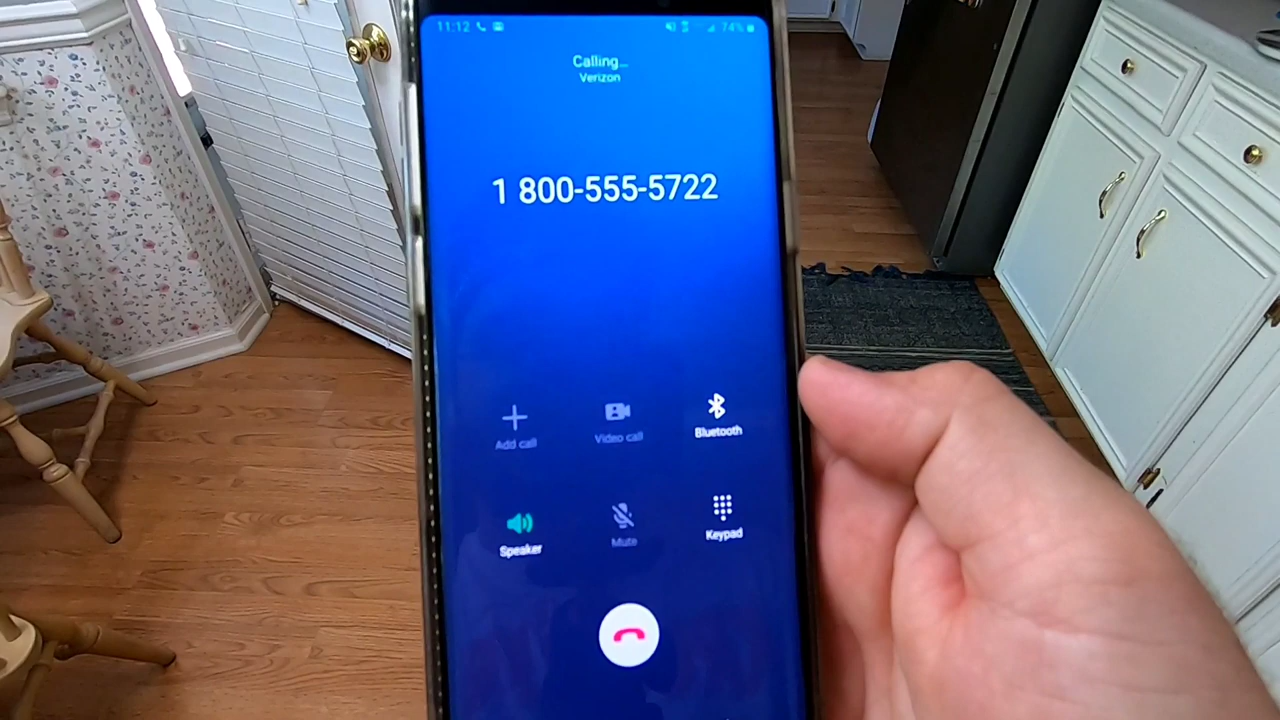 11:12
74%
Calling...
Verizon
1 800-555-5722
Add call
Video call
Bluetooth
Speaker
Mute
Keypad